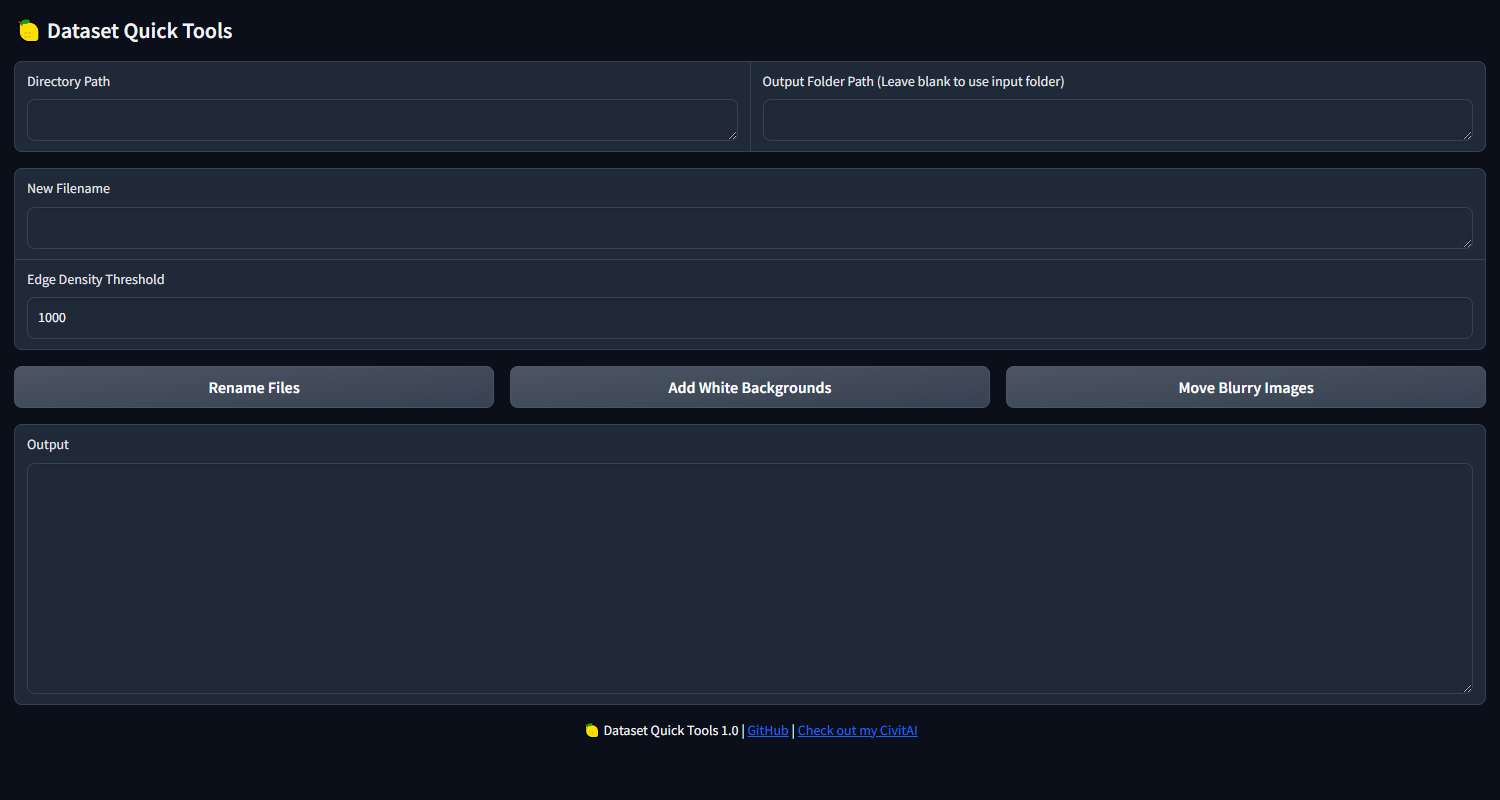 Dataset Quick Tools
Directory Path
Output Folder Path (Leave blank to use input folder)
New Filename
Edge Density Threshold
1000
Rename Files
Add White Backgrounds
Move Blurry Images
Output
Dataset Quick Tools 1.0 | GitHub | Check out my CivitAI